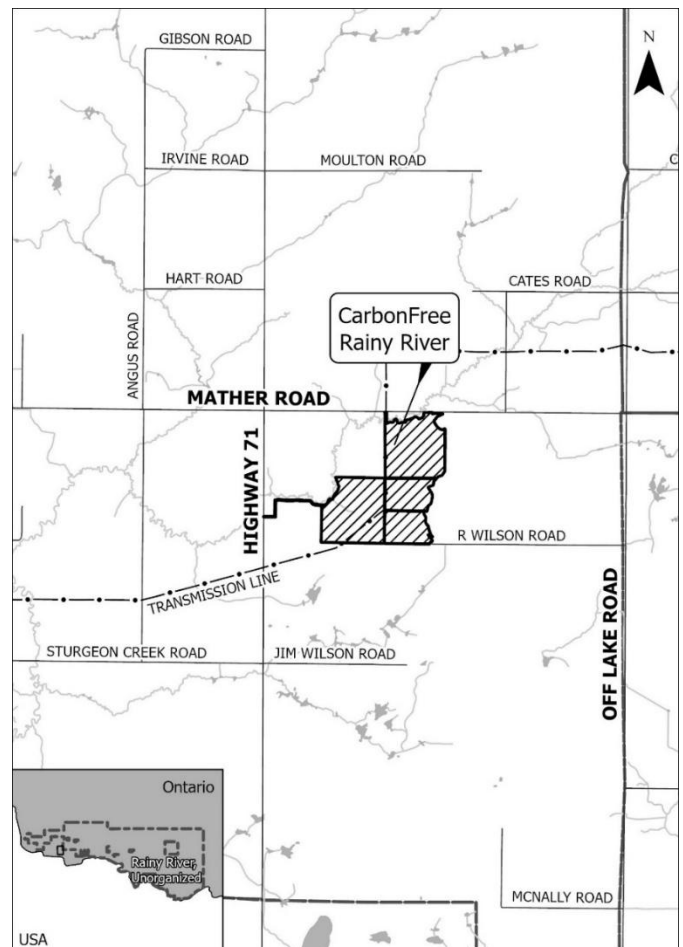 GIBSON ROAD
N
IRVINE ROAD
MOULTON ROAD
C
HART ROAD
CATES ROAD
ANGUS ROAD
CarbonFree
Rainy River
MATHER ROAD
HIGHWAY 71
R WILSON ROAD
TRANSMISSION LINE
OFF LAKE ROAD
STURGEON CREEK ROAD
JIM WILSON ROAD
Ontario
Rainy River,
Unorganized
USA
MCNALLY ROAD